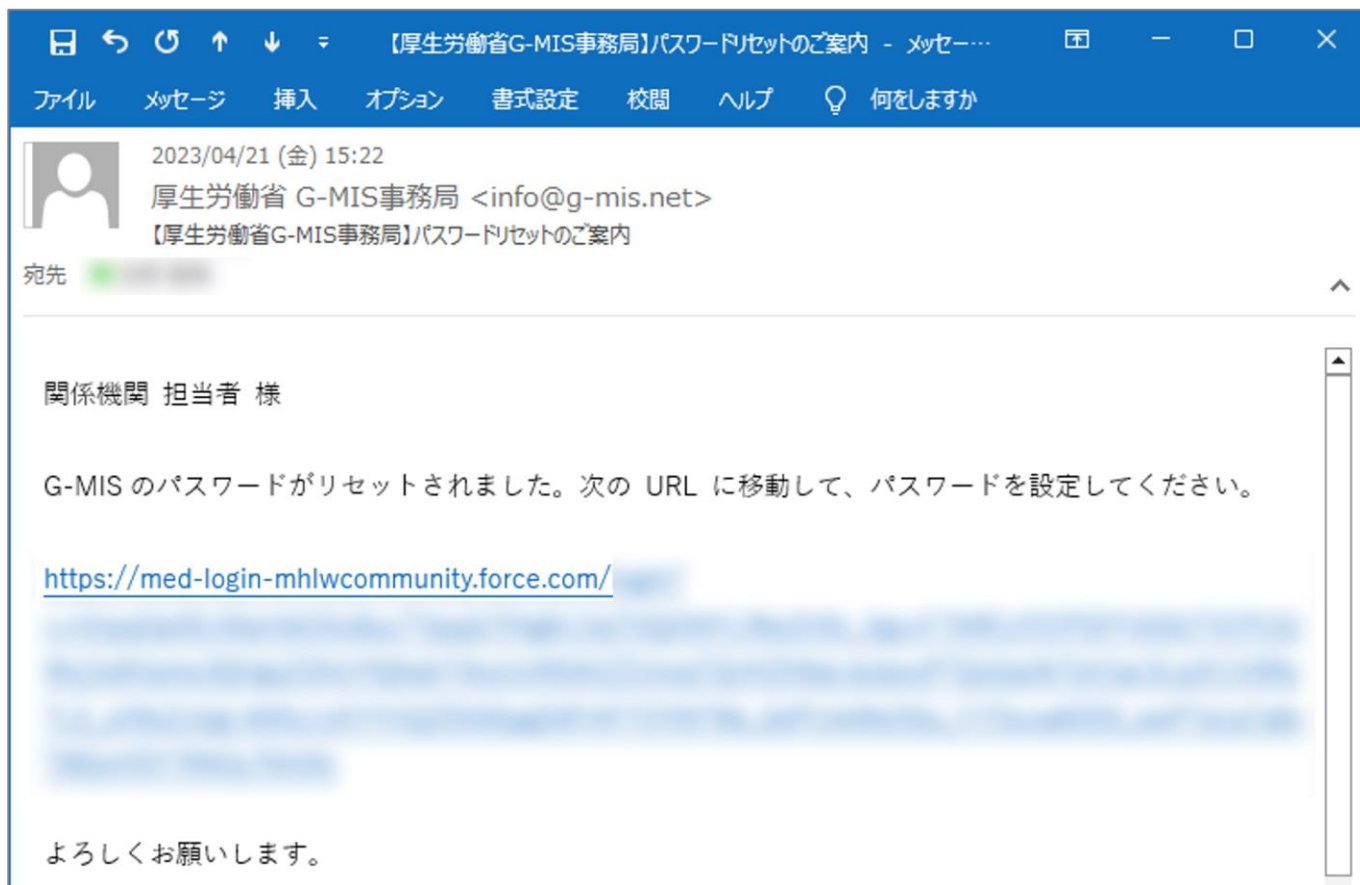 【厚生労働省G-MIS事務局】パスワードリセットのご案内 - メッセー…
ファイル メッセージ 挿入 オプション 書式設定 校閲 ヘルプ 何をしますか
2023/04/21 (金) 15:22
厚生労働省 G-MIS事務局 <info@g-mis.net>
【厚生労働省G-MIS事務局】パスワードリセットのご案内
宛先
関係機関 担当者 様
G-MIS のパスワードがリセットされました。次の URL に移動して、パスワードを設定してください。
https://med-login-mhlwcommunity.force.com/
よろしくお願いします。